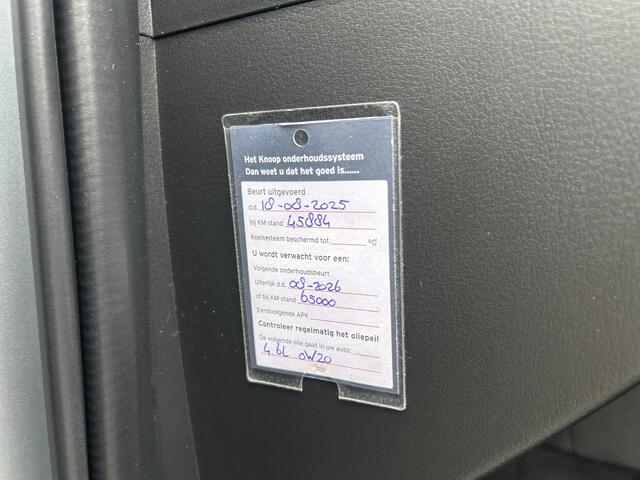 Het Knoop onderhoudssysteem
Dan weet u dat het goed is......
Beurt uitgevoerd
d.d. 18-08-2025
bij KM-stand 45884
Koelsysteem beschermd tot ______ °C
U wordt verwacht voor een:
Volgende onderhoudsbeurt
Uiterlijk d.d. 08-2026
of bij KM-stand 65000
Eerstvolgende APK
Controleer regelmatig het oliepeil
De volgende olie gaat in uw auto:
4.6L 0W20